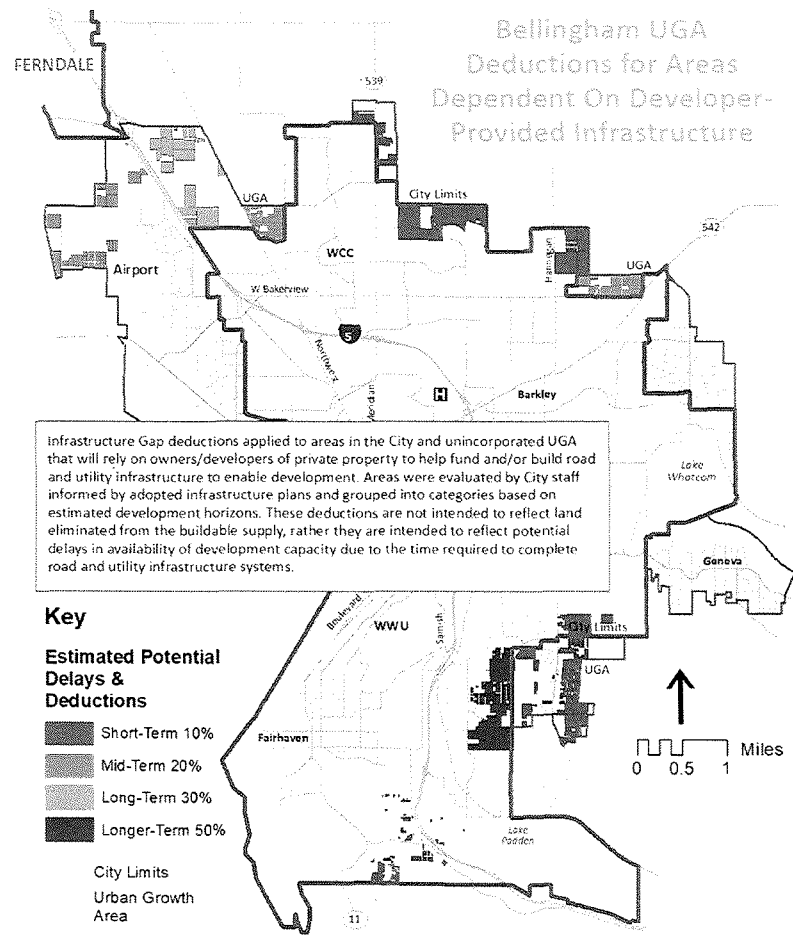 Bellingham UGA
Deductions for Areas
Dependent On Developer-
Provided Infrastructure
FERNDALE
539
UGA
City Limits
542
WCC
Harrington
UGA
Airport
W Bakerview
5
Northwest
Meridian
H
Barkley
Infrastructure Gap deductions applied to areas in the City and unincorporated UGA
that will rely on owners/developers of private property to help fund and/or build road
and utility infrastructure to enable development. Areas were evaluated by City staff
informed by adopted infrastructure plans and grouped into categories based on
estimated development horizons. These deductions are not intended to reflect land
eliminated from the buildable supply, rather they are intended to reflect potential
delays in availability of development capacity due to the time required to complete
road and utility infrastructure systems.
Lake
Whatcom
Geneva
Boulevard
WWU
Samish
City Limits
UGA
Key
Estimated Potential
Delays &
Deductions
Short-Term 10%
Mid-Term 20%
Long-Term 30%
Longer-Term 50%
City Limits
Urban Growth
Area
Fairhaven
Miles
0 0.5 1
Lake
Padden
11